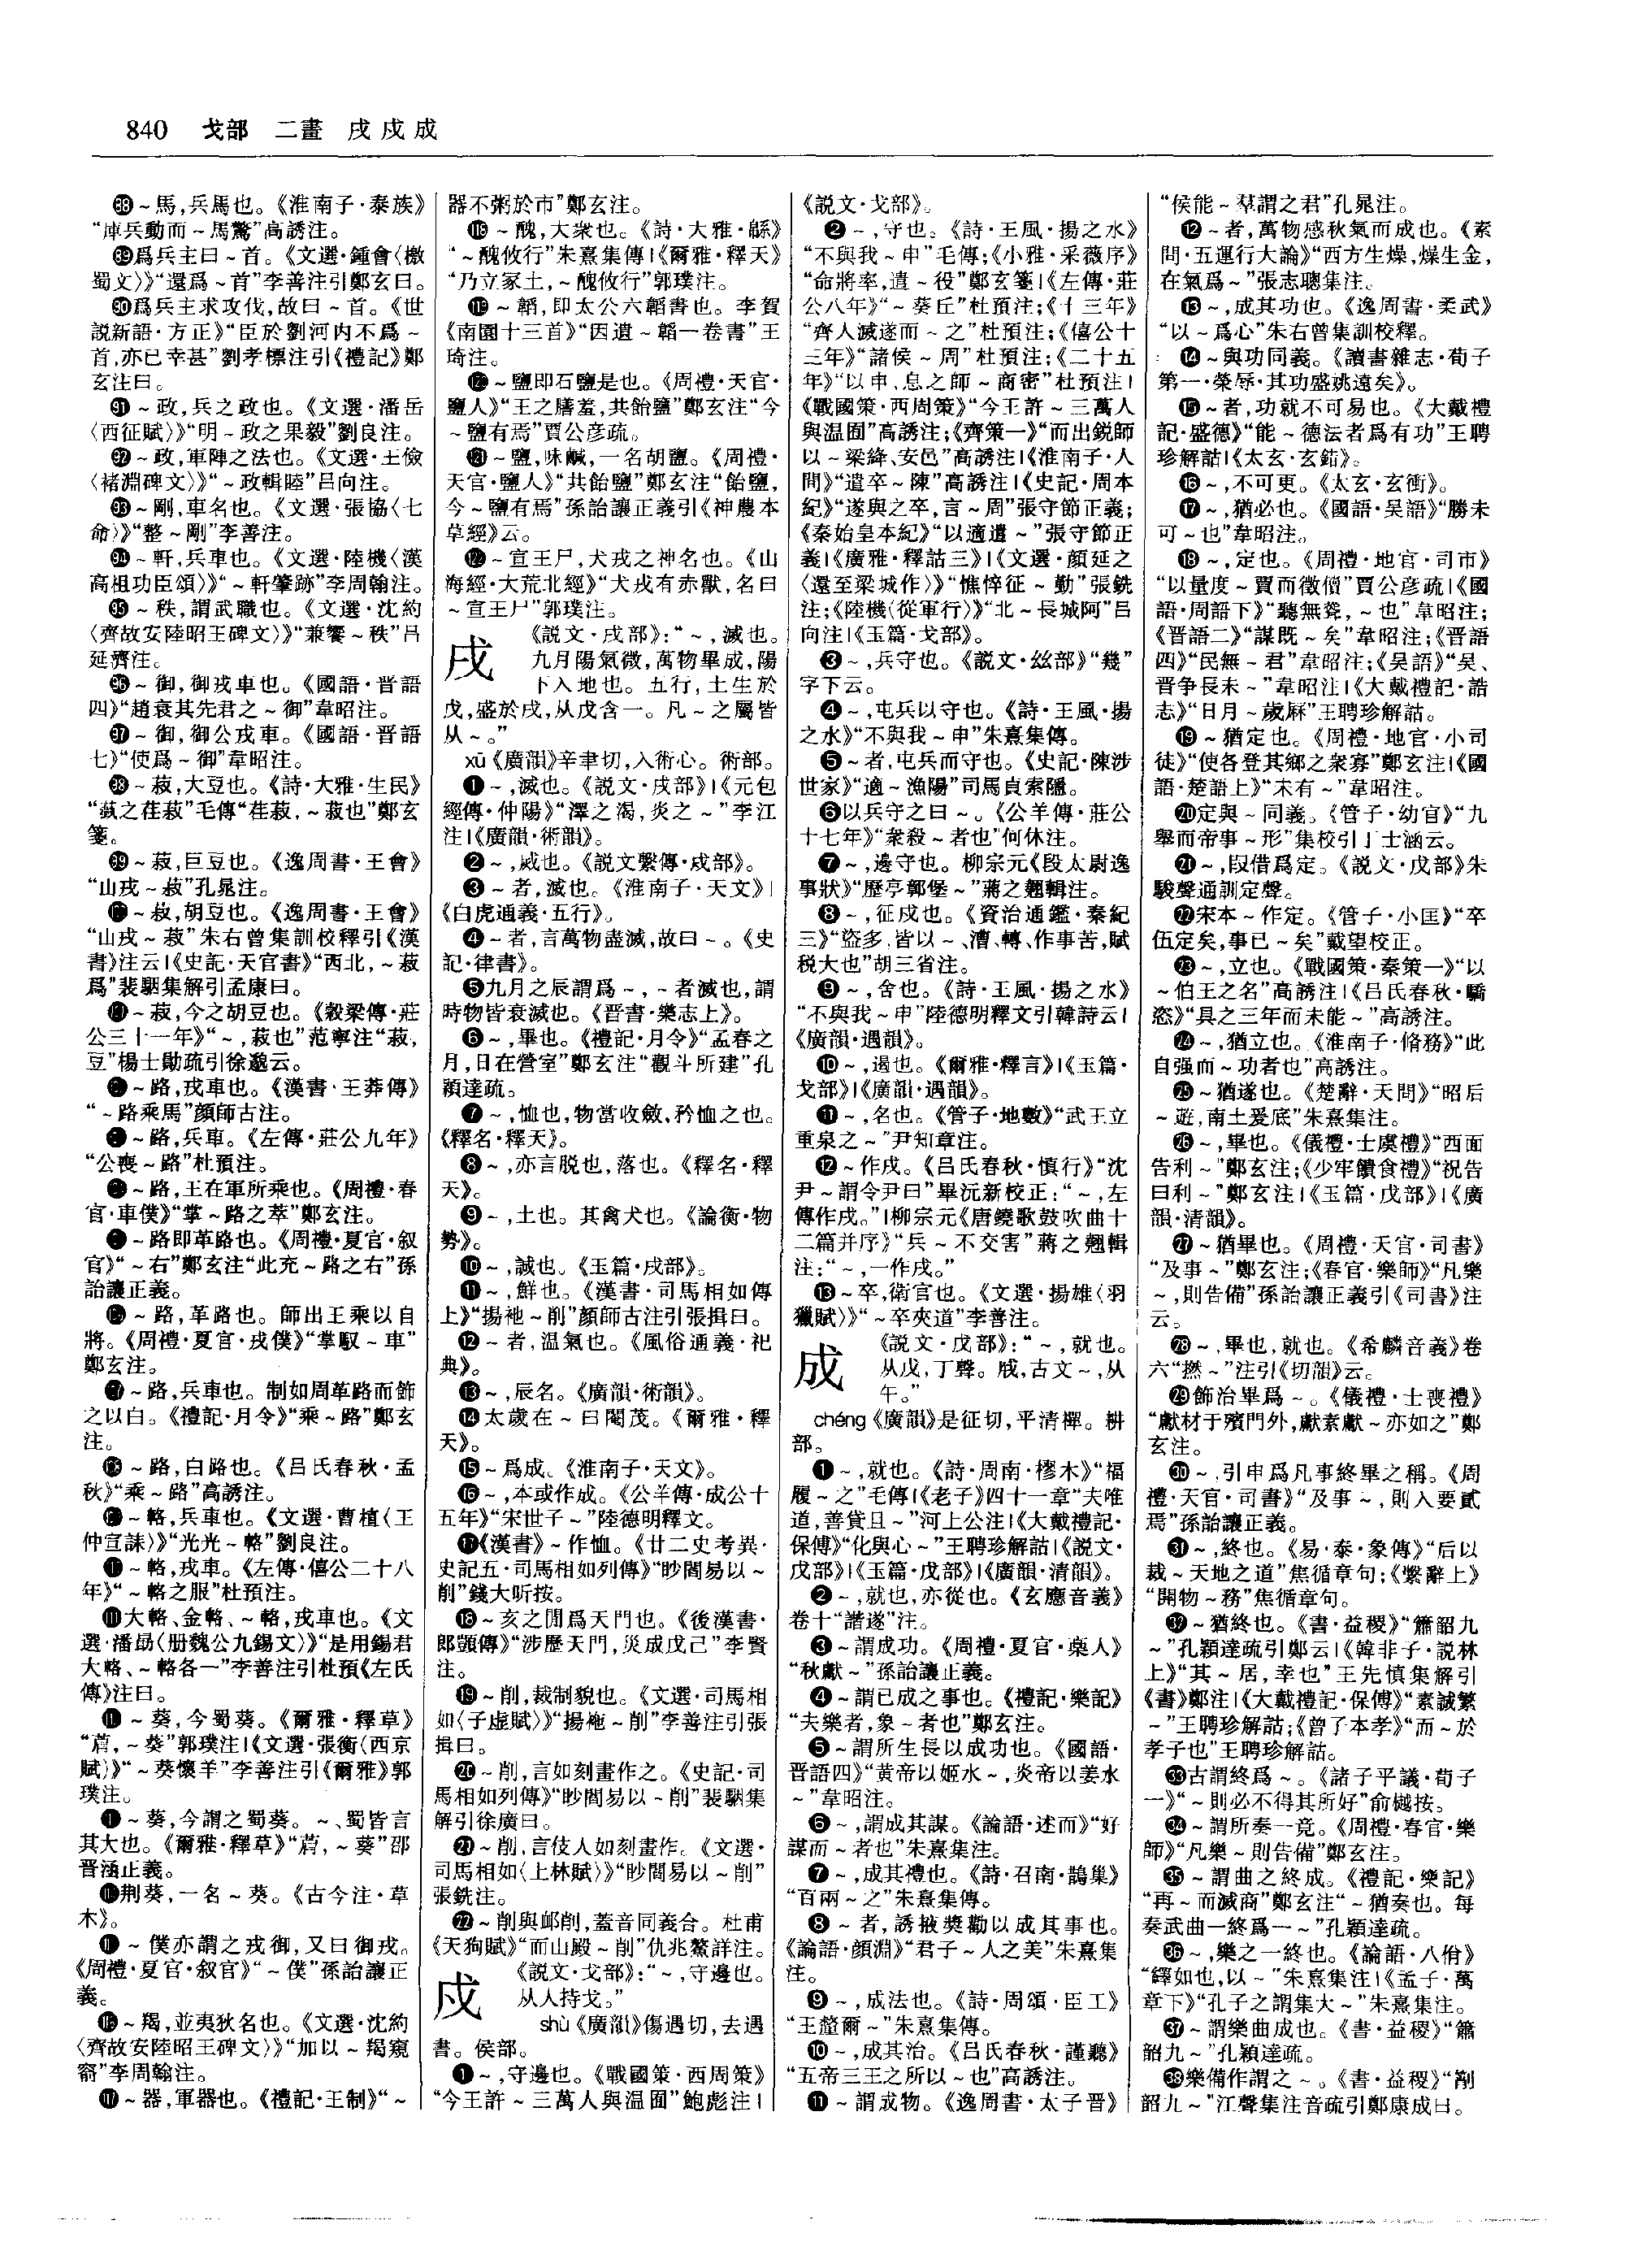 840 戈部 二畫 戌戍成
㊳～馬,兵馬也。《淮南子·泰族》
“庫兵動而～馬驚”高誘注。
爲兵主曰～首。《文選·鍾會〈檄
蜀文〉》“還爲～首”李善注引鄭玄曰。
爲兵主求攻伐,故曰～首。《世
説新語·方正》“臣於劉河内不爲～
首,亦已幸甚”劉孝標注引《禮記》鄭
玄注曰。
～政,兵之政也。《文選·潘岳
〈西征賦〉》“明～政之果毅”劉良注。
～政,軍陣之法也。《文選·王儉
〈褚淵碑文〉》“～政輯睦”吕向注。
～剛,車名也。《文選·張協〈七
命〉》“整～剛”李善注。
～軒,兵車也。《文選·陸機〈漢
高祖功臣頌〉》“～軒肇跡”李周翰注。
～秩,謂武職也。《文選·沈約
〈齊故安陸昭王碑文〉》“兼饗～秩”吕
延濟注。
～御,御戎車也。《國語·晋語
四》“趙衰其先君之～御”韋昭注。
～御,御公戎車。《國語·晋語
七》“使爲～御”韋昭注。
～菽,大豆也。《詩·大雅·生民》
“蓺之荏菽”毛傳“荏菽,～菽也”鄭玄
箋。
～菽,巨豆也。《逸周書·王會》
“山戎～菽”孔晁注。
～菽,胡豆也。《逸周書·王會》
“山戎～菽”朱右曾集訓校釋引《漢
書》注云|《史記·天官書》“西北,～菽
爲”裴駰集解引孟康曰。
～菽,今之胡豆也。《穀梁傳·莊
公三十一年》“～,菽也”范寧注“菽,
豆”楊士勛疏引徐邈云。
～路,戎車也。《漢書·王莽傳》
“～路乘馬”顔師古注。
～路,兵車。《左傳·莊公九年》
“公喪～路”杜預注。
～路,王在軍所乘也。《周禮·春
官·車僕》“掌～路之萃”鄭玄注。
～路即革路也。《周禮·夏官·叙
官》“～右”鄭玄注“此充～路之右”孫
詒讓正義。
～路,革路也。師出王乘以自
將。《周禮·夏官·戎僕》“掌馭～車”
鄭玄注。
～路,兵車也。制如周革路而飾
之以白。《禮記·月令》“乘～路”鄭玄
注。
～路,白路也。《吕氏春秋·孟
秋》“乘～路”高誘注。
～輅,兵車也。《文選·曹植〈王
仲宣誄〉》“光光～輅”劉良注。
～輅,戎車。《左傳·僖公二十八
年》“～輅之服”杜預注。
大輅、金輅、～輅,戎車也。《文
選·潘勗〈册魏公九錫文〉》“是用錫君
大輅、～輅各一”李善注引杜預《左氏
傳》注曰。
～葵,今蜀葵。《爾雅·釋草》
“菺,～葵”郭璞注|《文選·張衡〈西京
賦〉》“～葵懷羊”李善注引《爾雅》郭
璞注。
～葵,今謂之蜀葵。～、蜀皆言
其大也。《爾雅·釋草》“菺,～葵”邵
晋涵正義。
荆葵,一名～葵。《古今注·草
木》。
～僕亦謂之戎御,又曰御戎。
《周禮·夏官·叙官》“～僕”孫詒讓正
義。
～羯,並夷狄名也。《文選·沈約
〈齊故安陸昭王碑文〉》“加以～羯窺
窬”李周翰注。
～器,軍器也。《禮記·王制》“～
器不粥於市”鄭玄注。
～醜,大衆也。《詩·大雅·緜》
“～醜攸行”朱熹集傳|《爾雅·釋天》
“乃立冢土,～醜攸行”郭璞注。
～韜,即太公六韜書也。李賀
《南園十三首》“因遺～韜一卷書”王
琦注。
～鹽即石鹽是也。《周禮·天官·
鹽人》“王之膳羞,共飴鹽”鄭玄注“今
～鹽有焉”賈公彦疏。
～鹽,味鹹,一名胡鹽。《周禮·
天官·鹽人》“共飴鹽”鄭玄注“飴鹽,
今～鹽有焉”孫詒讓正義引《神農本
草經》云。
～宣王尸,犬戎之神名也。《山
海經·大荒北經》“犬戎有赤獸,名曰
～宣王尸”郭璞注。
戌
《説文·戌部》:“～,滅也。
九月陽氣微,萬物畢成,陽
下入地也。五行,土生於
戊,盛於戌,从戊含一。凡～之屬皆
从～。”
xū《廣韻》辛聿切,入術心。術部。
❶～,滅也。《説文·戌部》|《元包
經傳·仲陽》“澤之渴,炎之～”李江
注|《廣韻·術韻》。
❷～,烕也。《説文繫傳·戌部》。
❸～者,滅也。《淮南子·天文》|
《白虎通義·五行》。
❹～者,言萬物盡滅,故曰～。《史
記·律書》。
❺九月之辰謂爲～,～者滅也,謂
時物皆衰滅也。《晋書·樂志上》。
❻～,畢也。《禮記·月令》“孟春之
月,日在營室”鄭玄注“觀斗所建”孔
穎達疏。
❼～,恤也,物當收斂,矜恤之也。
《釋名·釋天》。
❽～,亦言脱也,落也。《釋名·釋
天》。
❾～,土也。其禽犬也。《論衡·物
勢》。
❿～,誠也。《玉篇·戌部》。
⓫～,鮮也。《漢書·司馬相如傳
上》“揚袘～削”顔師古注引張揖曰。
⓬～者,温氣也。《風俗通義·祀
典》。
⓭～,辰名。《廣韻·術韻》。
⓮太歲在～曰閹茂。《爾雅·釋
天》。
⓯～爲成。《淮南子·天文》。
⓰～,本或作成。《公羊傳·成公十
五年》“宋世子～”陸德明釋文。
⓱《漢書》～作恤。《廿二史考異·
史記五·司馬相如列傳》“眇閻易以～
削”錢大昕按。
⓲～亥之閒爲天門也。《後漢書·
郎顗傳》“涉歷天門,災成戊己”李賢
注。
⓳～削,裁制貌也。《文選·司馬相
如〈子虚賦〉》“揚袘～削”李善注引張
揖曰。
⓴～削,言如刻畫作之。《史記·司
馬相如列傳》“眇閻易以～削”裴駰集
解引徐廣曰。
㉑～削,言伎人如刻畫作。《文選·
司馬相如〈上林賦〉》“眇閻易以～削”
張銑注。
㉒～削與䘏削,蓋音同義合。杜甫
《天狗賦》“而山殿～削”仇兆鰲詳注。
戍
《説文·戈部》:“～,守邊也。
从人持戈。”
shù《廣韻》傷遇切,去遇
書。侯部。
❶～,守邊也。《戰國策·西周策》
“今王許～三萬人與温囿”鮑彪注|
《説文·戈部》。
❷～,守也。《詩·王風·揚之水》
“不與我～申”毛傳;《小雅·采薇序》
“命將率,遣～役”鄭玄箋|《左傳·莊
公八年》“～葵丘”杜預注;《十三年》
“齊人滅遂而～之”杜預注;《僖公十
三年》“諸侯～周”杜預注;《二十五
年》“以申、息之師～商密”杜預注|
《戰國策·西周策》“今王許～三萬人
與温囿”高誘注;《齊策一》“而出鋭師
以～梁絳、安邑”高誘注|《淮南子·人
間》“遣卒～陳”高誘注|《史記·周本
紀》“遂與之卒,言～周”張守節正義;
《秦始皇本紀》“以適遣～”張守節正
義|《廣雅·釋詁三》|《文選·顔延之
〈還至梁城作〉》“憔悴征～勤”張銑
注;《陸機〈從軍行〉》“北～長城阿”吕
向注|《玉篇·戈部》。
❸～,兵守也。《説文·𢆶部》“幾”
字下云。
❹～,屯兵以守也。《詩·王風·揚
之水》“不與我～申”朱熹集傳。
❺～者,屯兵而守也。《史記·陳涉
世家》“適～漁陽”司馬貞索隱。
❻以兵守之曰～。《公羊傳·莊公
十七年》“衆殺～者也”何休注。
❼～,邊守也。柳宗元《段太尉逸
事狀》“歷亭鄣堡～”蔣之翹輯注。
❽～,征戍也。《資治通鑑·秦紀
三》“盜多,皆以～、漕、轉、作事苦,賦
税大也”胡三省注。
❾～,舍也。《詩·王風·揚之水》
“不與我～申”陸德明釋文引韓詩云|
《廣韻·遇韻》。
❿～,遏也。《爾雅·釋言》|《玉篇·
戈部》|《廣韻·遇韻》。
⓫～,名也。《管子·地數》“武王立
重泉之～”尹知章注。
⓬～作戌。《吕氏春秋·慎行》“沈
尹～謂令尹曰”畢沅新校正:“～,左
傳作戌。”|柳宗元《唐鐃歌鼓吹曲十
二篇并序》“兵～不交害”蔣之翹輯
注:“～,一作戌。”
⓭～卒,衛官也。《文選·揚雄〈羽
獵賦〉》“～卒夾道”李善注。
成
《説文·戊部》:“～,就也。
从戊,丁聲。𢦩,古文～,从
午。”
chéng《廣韻》是征切,平清禪。耕
部。
❶～,就也。《詩·周南·樛木》“福
履～之”毛傳|《老子》四十一章“夫唯
道,善貸且～”河上公注|《大戴禮記·
保傅》“化與心～”王聘珍解詁|《説文·
戊部》|《玉篇·戊部》|《廣韻·清韻》。
❷～,就也,亦從也。《玄應音義》
卷十“諧遂”注。
❸～謂成功。《周禮·夏官·槀人》
“秋獻～”孫詒讓正義。
❹～謂已成之事也。《禮記·樂記》
“夫樂者,象～者也”鄭玄注。
❺～謂所生長以成功也。《國語·
晋語四》“黄帝以姬水～,炎帝以姜水
～”韋昭注。
❻～,謂成其謀。《論語·述而》“好
謀而～者也”朱熹集注。
❼～,成其禮也。《詩·召南·鵲巢》
“百兩～之”朱熹集傳。
❽～者,誘掖奬勸以成其事也。
《論語·顔淵》“君子～人之美”朱熹集
注。
❾～,成法也。《詩·周頌·臣工》
“王釐爾～”朱熹集傳。
❿～,成其治。《吕氏春秋·謹聽》
“五帝三王之所以～也”高誘注。
⓫～謂成物。《逸周書·太子晋》
“侯能～羣謂之君”孔晁注。
⓬～者,萬物感秋氣而成也。《素
問·五運行大論》“西方生燥,燥生金,
在氣爲～”張志聰集注。
⓭～,成其功也。《逸周書·柔武》
“以～爲心”朱右曾集訓校釋。
⓮～與功同義。《讀書雜志·荀子
第一·榮辱·其功盛姚遠矣》。
⓯～者,功就不可易也。《大戴禮
記·盛德》“能～德法者爲有功”王聘
珍解詁|《太玄·玄錯》。
⓰～,不可更。《太玄·玄衝》。
⓱～,猶必也。《國語·吴語》“勝未
可～也”韋昭注。
⓲～,定也。《周禮·地官·司市》
“以量度～賈而徵儥”賈公彦疏|《國
語·周語下》“聽無聳,～也”韋昭注;
《晋語二》“謀既～矣”韋昭注;《晋語
四》“民無～君”韋昭注;《吴語》“吴、
晋争長未～”韋昭注|《大戴禮記·誥
志》“日月～歲厤”王聘珍解詁。
⓳～猶定也。《周禮·地官·小司
徒》“使各登其鄉之衆寡”鄭玄注|《國
語·楚語上》“未有～”韋昭注。
⓴定與～同義。《管子·幼官》“九
舉而帝事～形”集校引丁士涵云。
㉑～,叚借爲定。《説文·戊部》朱
駿聲通訓定聲。
㉒宋本～作定。《管子·小匡》“卒
伍定矣,事已～矣”戴望校正。
㉓～,立也。《戰國策·秦策一》“以
～伯王之名”高誘注|《吕氏春秋·驕
恣》“具之三年而未能～”高誘注。
㉔～,猶立也。《淮南子·脩務》“此
自强而～功者也”高誘注。
㉕～猶遂也。《楚辭·天問》“昭后
～遊,南土爰底”朱熹集注。
㉖～,畢也。《儀禮·士虞禮》“西面
告利～”鄭玄注;《少牢饋食禮》“祝告
曰利～”鄭玄注|《玉篇·戊部》|《廣
韻·清韻》。
㉗～猶畢也。《周禮·天官·司書》
“及事～”鄭玄注;《春官·樂師》“凡樂
～,則告備”孫詒讓正義引《司書》注
云。
㉘～,畢也,就也。《希麟音義》卷
六“撚～”注引《切韻》云。
㉙飾治畢爲～。《儀禮·士喪禮》
“獻材于殯門外,獻素獻～亦如之”鄭
玄注。
㉚～,引申爲凡事終畢之稱。《周
禮·天官·司書》“及事～,則入要貳
焉”孫詒讓正義。
㉛～,終也。《易·泰·象傳》“后以
裁～天地之道”焦循章句;《繫辭上》
“開物～務”焦循章句。
㉜～猶終也。《書·益稷》“簫韶九
～”孔穎達疏引鄭云|《韓非子·説林
上》“其～居,幸也”王先慎集解引
《書》鄭注|《大戴禮記·保傅》“素誠繁
～”王聘珍解詁;《曾子本孝》“而～於
孝子也”王聘珍解詁。
㉝古謂終爲～。《諸子平議·荀子
一》“～則必不得其所好”俞樾按。
㉞～謂所奏一竟。《周禮·春官·樂
師》“凡樂～則告備”鄭玄注。
㉟～謂曲之終成。《禮記·樂記》
“再～而滅商”鄭玄注“～猶奏也。每
奏武曲一終爲一～”孔穎達疏。
㊱～,樂之一終也。《論語·八佾》
“繹如也,以～”朱熹集注|《孟子·萬
章下》“孔子之謂集大～”朱熹集注。
㊲～謂樂曲成也。《書·益稷》“簫
韶九～”孔穎達疏。
㊳樂備作謂之～。《書·益稷》“簫
韶九～”江聲集注音疏引鄭康成曰。